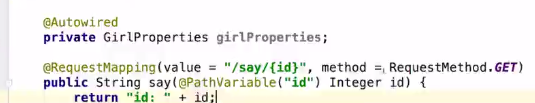 @Autowired
private GirlProperties girlProperties;
@RequestMapping(value = "/say/{id}", method = RequestMethod.GET)
public String say(@PathVariable("id") Integer id) {
return "id: " + id;